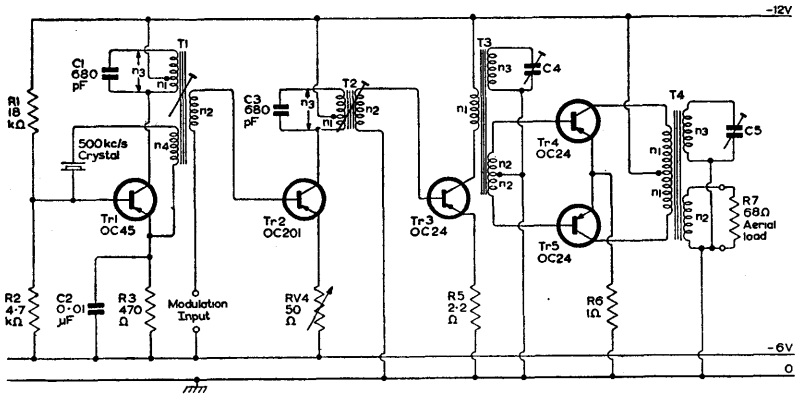 -12V
T1
C1
680
pF
n3
n1
n2
n4
R1
18
kΩ
500kc/s
Crystal
Tr1
OC45
R2
4·7
kΩ
C2
0·01
µF
R3
470
Ω
Modulation
Input
C3
680
pF
n3
n1
T2
n2
Tr2
OC201
RV4
50
Ω
T3
n3
C4
n1
n2
n2
Tr3
OC24
R5
2·2
Ω
Tr4
OC24
Tr5
OC24
R6
1Ω
T4
n1
n1
n3
C5
n2
R7
68Ω
Aerial
load
-6V
0